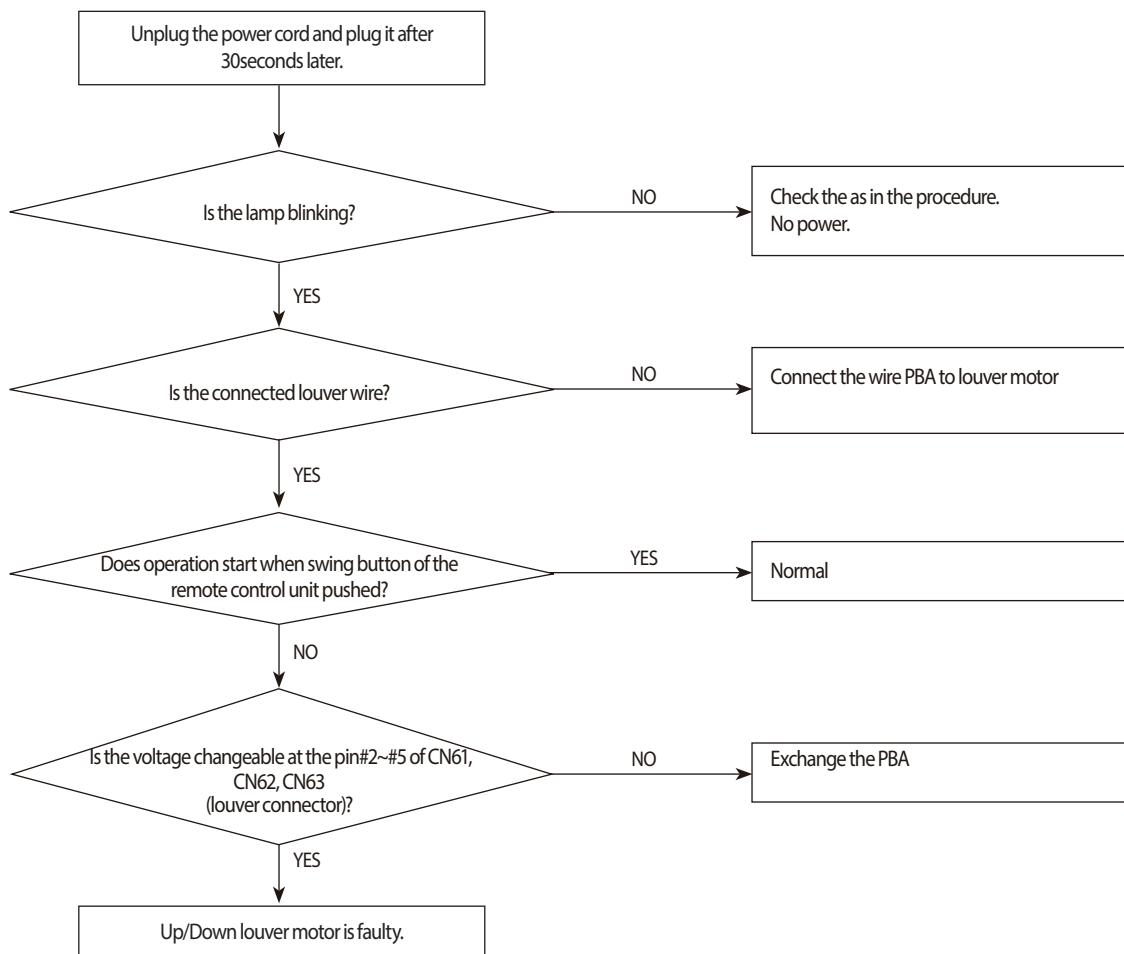 Unplug the power cord and plug it after
30seconds later.
Is the lamp blinking?
NO
Check the as in the procedure.
No power.
YES
Is the connected louver wire?
NO
Connect the wire PBA to louver motor
YES
Does operation start when swing button of the
remote control unit pushed?
YES
Normal
NO
Is the voltage changeable at the pin#2~#5 of CN61,
CN62, CN63
(louver connector)?
NO
Exchange the PBA
YES
Up/Down louver motor is faulty.